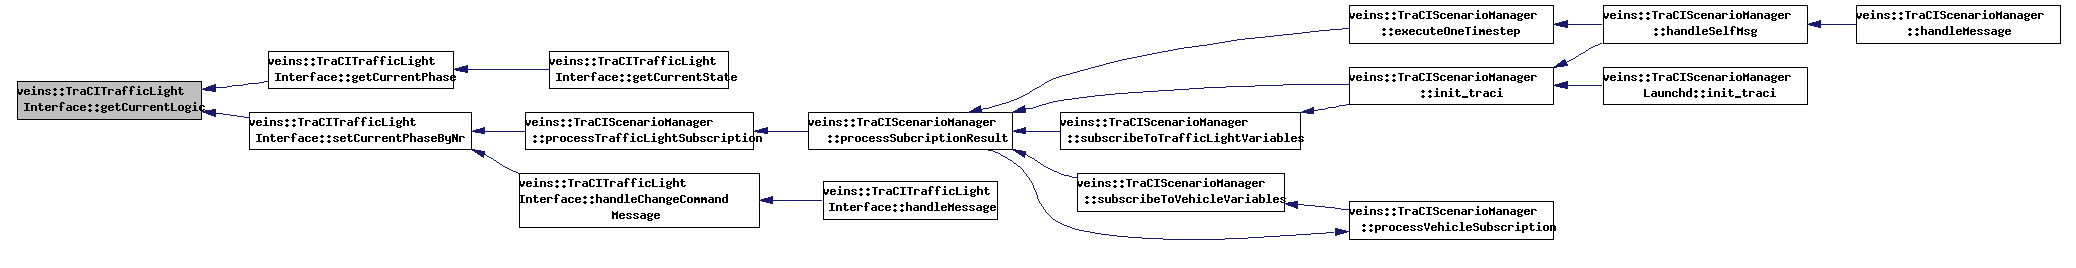 veins::TraCITrafficLight
Interface::getCurrentLogic
veins::TraCITrafficLight
Interface::getCurrentPhase
veins::TraCITrafficLight
Interface::getCurrentState
veins::TraCITrafficLight
Interface::setCurrentPhaseByNr
veins::TraCIScenarioManager
::processTrafficLightSubscription
veins::TraCIScenarioManager
::processSubcriptionResult
veins::TraCIScenarioManager
::executeOneTimestep
veins::TraCIScenarioManager
::handleSelfMsg
veins::TraCIScenarioManager
::handleMessage
veins::TraCIScenarioManager
::init_traci
veins::TraCIScenarioManager
Launchd::init_traci
veins::TraCIScenarioManager
::subscribeToTrafficLightVariables
veins::TraCIScenarioManager
::subscribeToVehicleVariables
veins::TraCIScenarioManager
::processVehicleSubscription
veins::TraCITrafficLight
Interface::handleChangeCommand
Message
veins::TraCITrafficLight
Interface::handleMessage